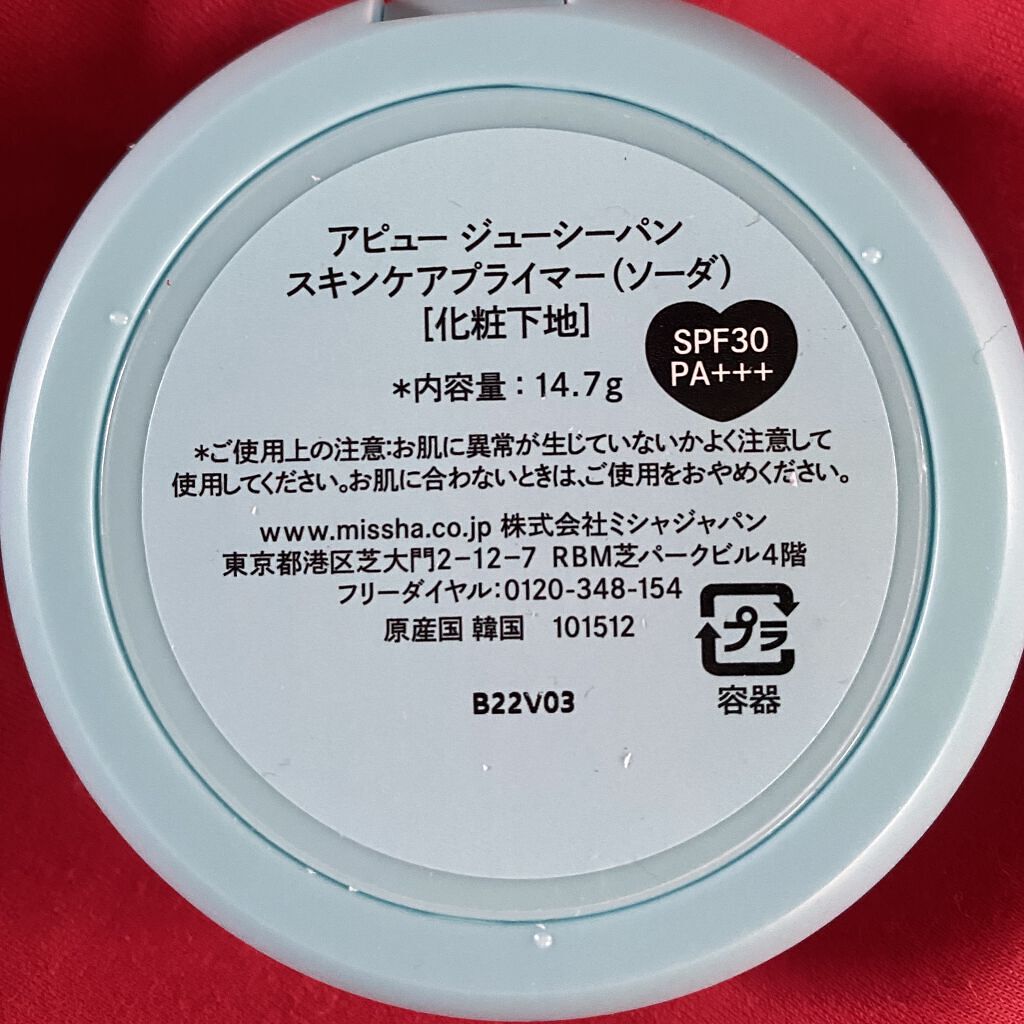 アピュー ジューシーパン
スキンケアプライマー(ソーダ)
[化粧下地]
SPF30
PA+++
*内容量:14.7g
*ご使用上の注意:お肌に異常が生じていないかよく注意して
使用してください。お肌に合わないときは、ご使用をおやめください。
www.missha.co.jp 株式会社ミシャジャパン
東京都港区芝大門2-12-7 RBM芝パークビル4階
フリーダイヤル:0120-348-154
原産国 韓国 101512
プラ
容器
B22V03